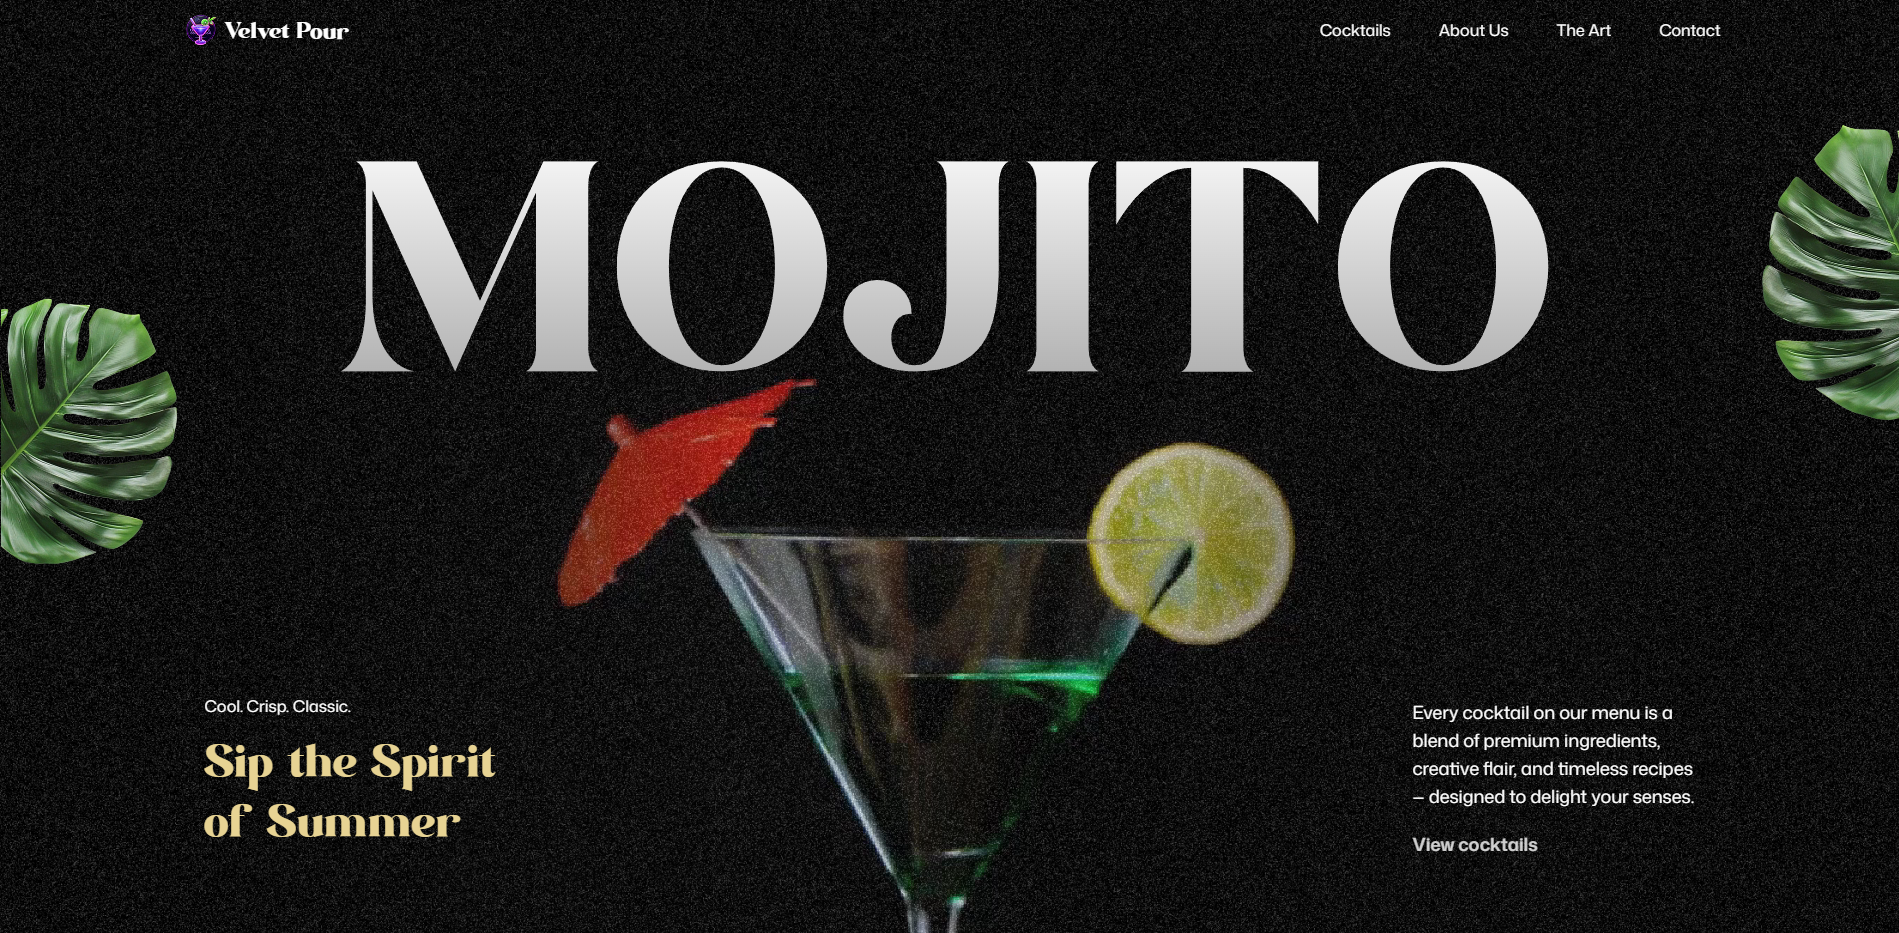 Velvet Pour
Cocktails About Us The Art Contact
MOJITO
Cool. Crisp. Classic.
Sip the Spirit
of Summer
Every cocktail on our menu is a
blend of premium ingredients,
creative flair, and timeless recipes
– designed to delight your senses.
View cocktails